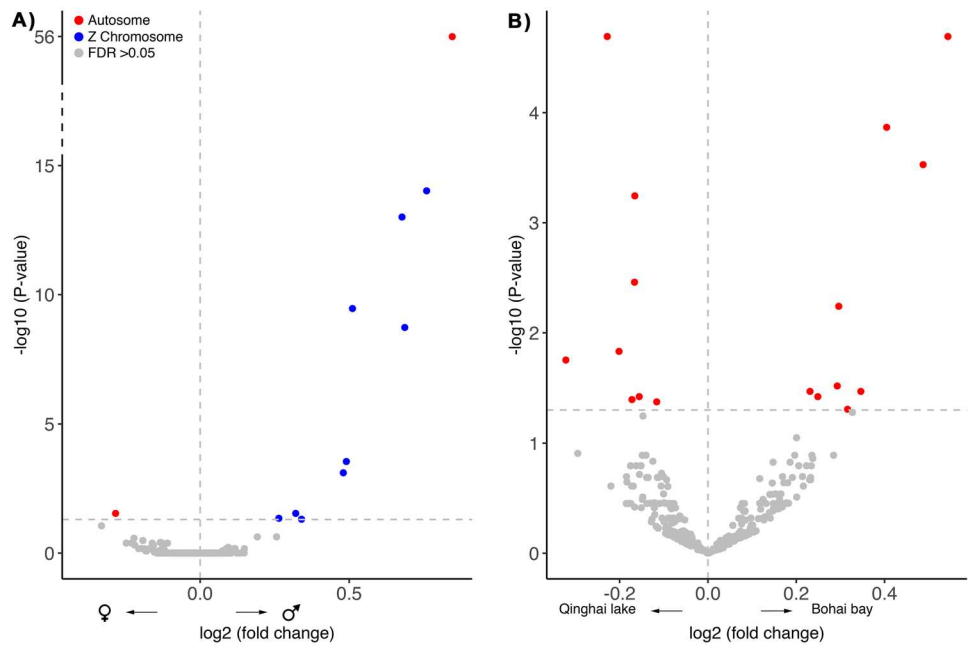 A)
Autosome
Z Chromosome
FDR >0.05
56
15
10
5
0
-log10 (P-value)
0.0
0.5
♀
♂
log2 (fold change)
B)
4
3
2
1
0
-log10 (P-value)
-0.2
0.0
0.2
0.4
Qinghai lake
Bohai bay
log2 (fold change)